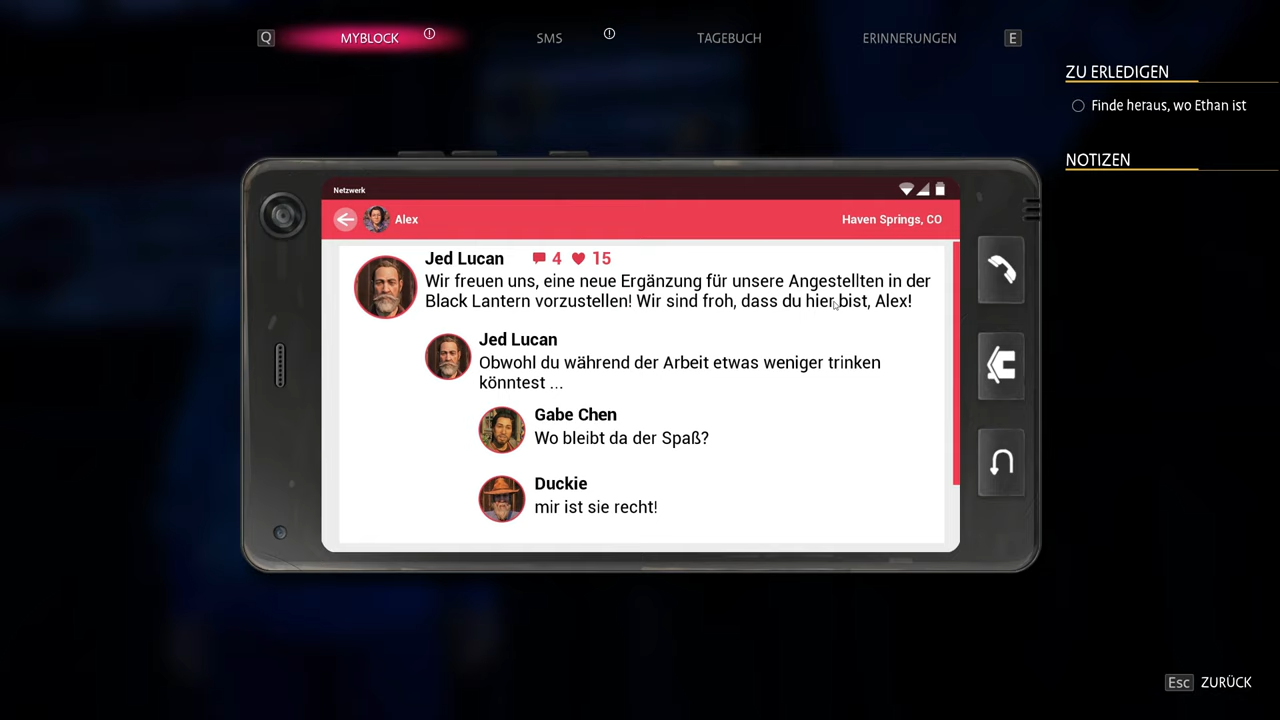 Q
MYBLOCK
SMS
TAGEBUCH
ERINNERUNGEN
E
ZU ERLEDIGEN
Finde heraus, wo Ethan ist
NOTIZEN
Netzwerk
Alex
Haven Springs, CO
Jed Lucan 4 15
Wir freuen uns, eine neue Ergänzung für unsere Angestellten in der
Black Lantern vorzustellen! Wir sind froh, dass du hier bist, Alex!
Jed Lucan
Obwohl du während der Arbeit etwas weniger trinken
könntest ...
Gabe Chen
Wo bleibt da der Spaß?
Duckie
mir ist sie recht!
Esc ZURÜCK